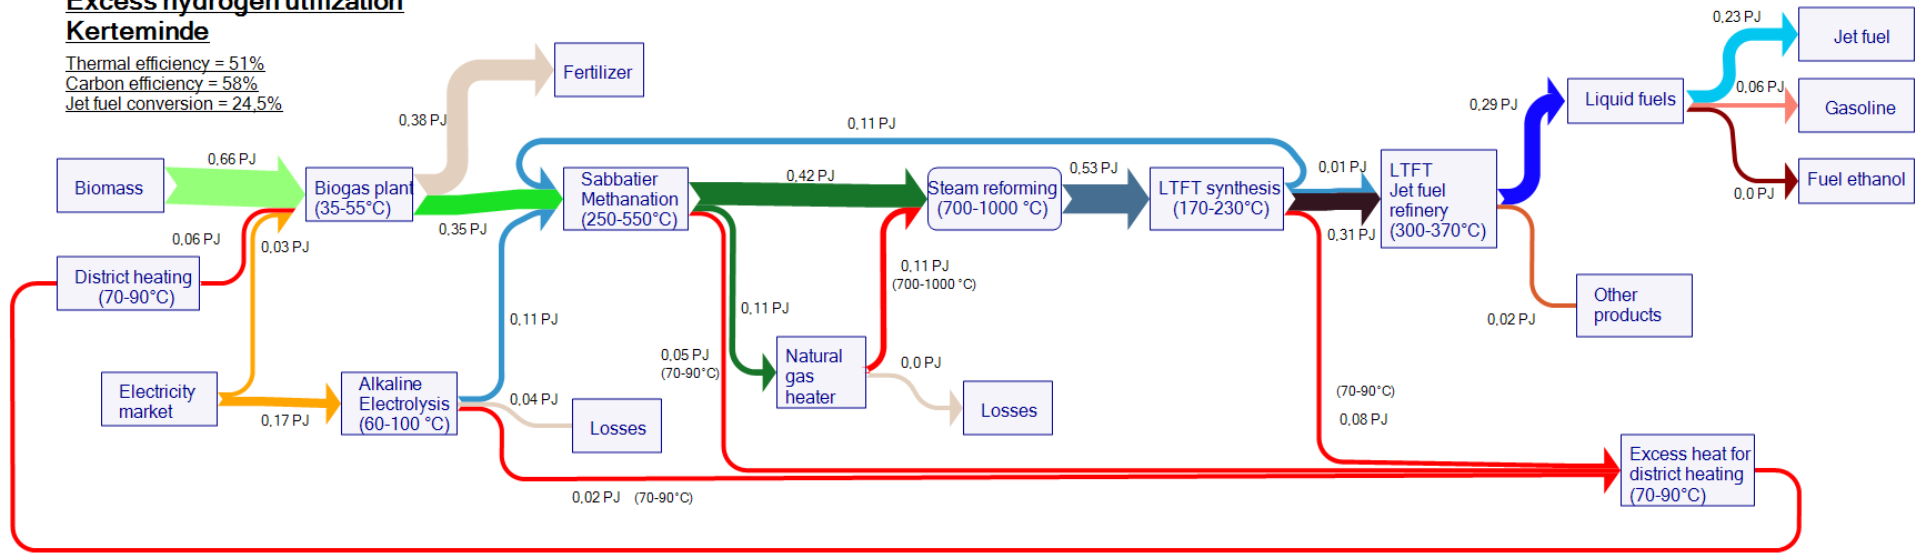 Excess hydrogen utilization
Kerteminde
Thermal efficiency = 51%
Carbon efficiency = 58%
Jet fuel conversion = 24,5%
0,66 PJ
Biomass
0,06 PJ
0,03 PJ
District heating
(70-90°C)
Electricity
market
0,17 PJ
Biogas plant
(35-55°C)
0,38 PJ
Fertilizer
0,35 PJ
Alkaline
Electrolysis
(60-100 °C)
0,11 PJ
0,04 PJ
Losses
0,02 PJ (70-90°C)
0,11 PJ
Sabbatier
Methanation
(250-550°C)
0,42 PJ
0,05 PJ
(70-90°C)
0,11 PJ
Natural
gas
heater
0,11 PJ
(700-1000 °C)
0,0 PJ
Losses
Steam reforming
(700-1000 °C)
0,53 PJ
LTFT synthesis
(170-230°C)
0,01 PJ
0,31 PJ
(70-90°C)
0,08 PJ
LTFT
Jet fuel
refinery
(300-370°C)
0,29 PJ
0,02 PJ
Other
products
Liquid fuels
0,23 PJ
Jet fuel
0,06 PJ
Gasoline
0,0 PJ
Fuel ethanol
Excess heat for
district heating
(70-90°C)